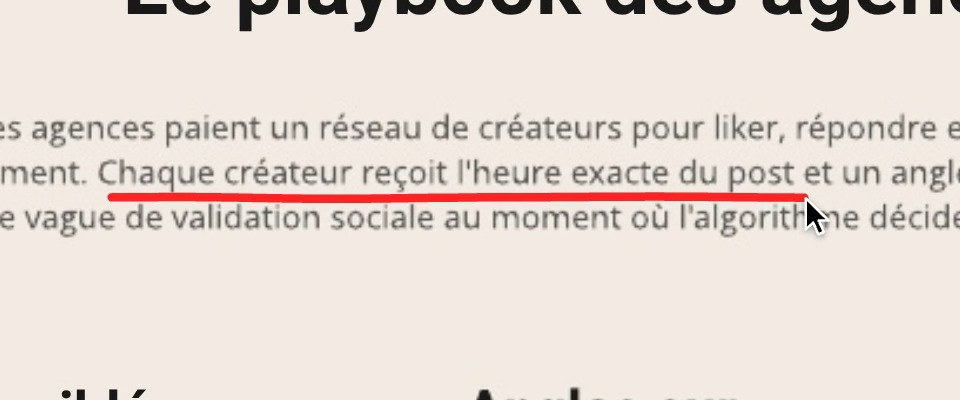 Le playbook des agen
es agences paient un réseau de créateurs pour liker, répondre e
ment. Chaque créateur reçoit l'heure exacte du post et un angl
e vague de validation sociale au moment où l'algorithme décide